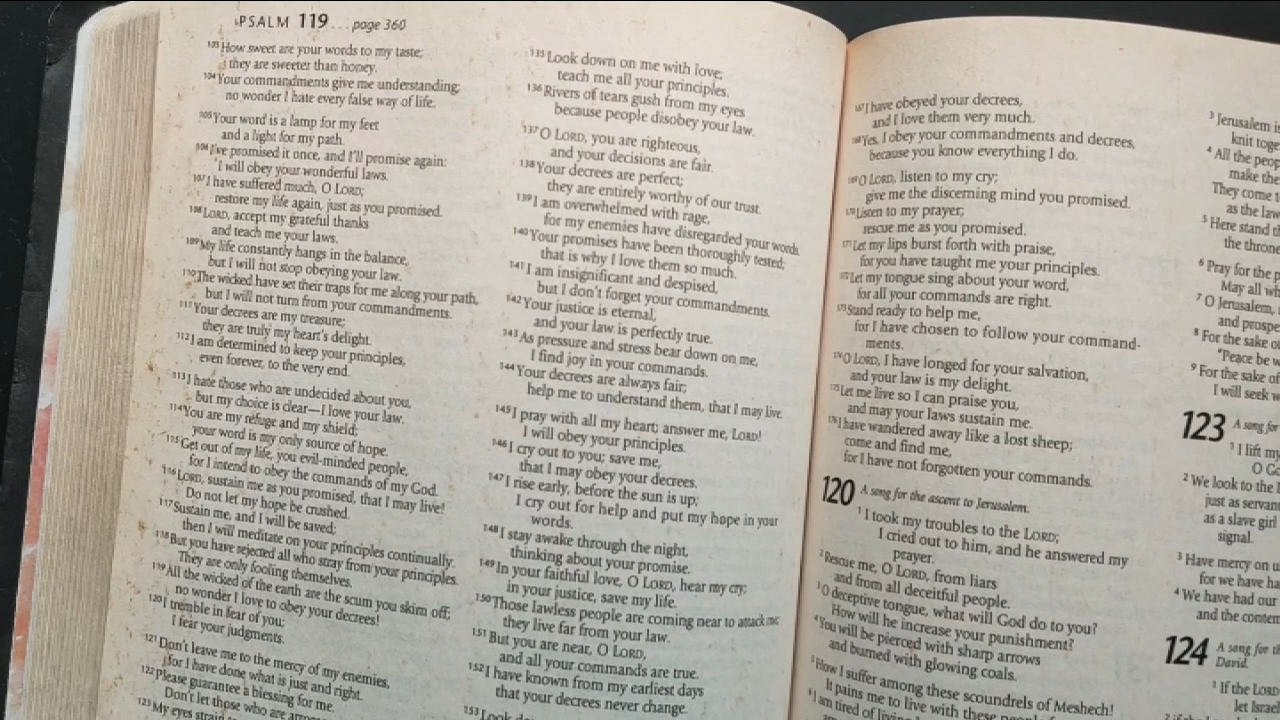 PSALM 119 . . . page 360
103 How sweet are your words to my taste;
they are sweeter than honey.
104 Your commandments give me understanding;
no wonder I hate every false way of life.
105 Your word is a lamp for my feet
and a light for my path.
106 I've promised it once, and I'll promise again:
I will obey your wonderful laws.
107 I have suffered much, O LORD;
restore my life again, just as you promised.
108 LORD, accept my grateful thanks
and teach me your laws.
109 My life constantly hangs in the balance,
but I will not stop obeying your law.
110 The wicked have set their traps for me along your path,
but I will not turn from your commandments.
111 Your decrees are my treasure;
they are truly my heart's delight.
112 I am determined to keep your principles,
even forever, to the very end.
113 I hate those who are undecided about you,
but my choice is clear—I love your law.
114 You are my refuge and my shield;
your word is my only source of hope.
115 Get out of my life, you evil-minded people,
for I intend to obey the commands of my God.
116 LORD, sustain me as you promised, that I may live!
Do not let my hope be crushed.
117 Sustain me, and I will be saved;
then I will meditate on your principles continually.
118 But you have rejected all who stray from your principles.
They are only fooling themselves.
119 All the wicked of the earth are the scum you skim off;
no wonder I love to obey your decrees!
120 I tremble in fear of you;
I fear your judgments.
121 Don't leave me to the mercy of my enemies,
for I have done what is just and right.
122 Please guarantee a blessing for me.
Don't let those who are
123 My eyes strain
135 Look down on me with love;
teach me all your principles.
136 Rivers of tears gush from my eyes
because people disobey your law.
137 O LORD, you are righteous,
and your decisions are fair.
138 Your decrees are perfect;
they are entirely worthy of our trust.
139 I am overwhelmed with rage,
for my enemies have disregarded your words.
140 Your promises have been thoroughly tested;
that is why I love them so much.
141 I am insignificant and despised,
but I don't forget your commandments.
142 Your justice is eternal,
and your law is perfectly true.
143 As pressure and stress bear down on me,
I find joy in your commands.
144 Your decrees are always fair;
help me to understand them, that I may live.
145 I pray with all my heart; answer me, LORD!
I will obey your principles.
146 I cry out to you; save me,
that I may obey your decrees.
147 I rise early, before the sun is up;
I cry out for help and put my hope in your
words.
148 I stay awake through the night,
thinking about your promise.
149 In your faithful love, O LORD, hear my cry;
in your justice, save my life.
150 Those lawless people are coming near to attack me;
they live far from your law.
151 But you are near, O LORD,
and all your commands are true.
152 I have known from my earliest days
that your decrees never change.
153 Look
167 I have obeyed your decrees,
and I love them very much.
168 Yes, I obey your commandments and decrees,
because you know everything I do.
169 O LORD, listen to my cry;
give me the discerning mind you promised.
170 Listen to my prayer;
rescue me as you promised.
171 Let my lips burst forth with praise,
for you have taught me your principles.
172 Let my tongue sing about your word,
for all your commands are right.
173 Stand ready to help me,
for I have chosen to follow your command-
ments.
174 O LORD, I have longed for your salvation,
and your law is my delight.
175 Let me live so I can praise you,
and may your laws sustain me.
176 I have wandered away like a lost sheep;
come and find me,
for I have not forgotten your commands.
120 A song for the ascent to Jerusalem.
1 I took my troubles to the LORD;
I cried out to him, and he answered my
prayer.
2 Rescue me, O LORD, from liars
and from all deceitful people.
3 O deceptive tongue, what will God do to you?
How will he increase your punishment?
4 You will be pierced with sharp arrows
and burned with glowing coals.
5 How I suffer among these scoundrels of Meshech!
It pains me to live with these
6 I am tired of living
3 Jerusalem
knit
4 All the
make the
They come
as the
5 Here stand
the
6 Pray for the
May all
7 O Jerusalem,
and
8 For the sake
"Peace be
9 For the sake of
I will seek
123 A song for
1 I lift my
O
2 We look to the
just as
as a slave girl
signal.
3 Have mercy on
for we have
4 We have had our
and the
124 A song for
David.
1 If the LORD
let